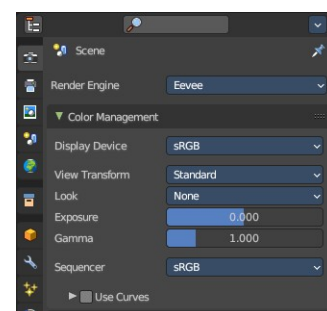 Scene
Render Engine Eevee
Color Management
Display Device sRGB
View Transform Standard
Look None
Exposure 0.000
Gamma 1.000
Sequencer sRGB
Use Curves